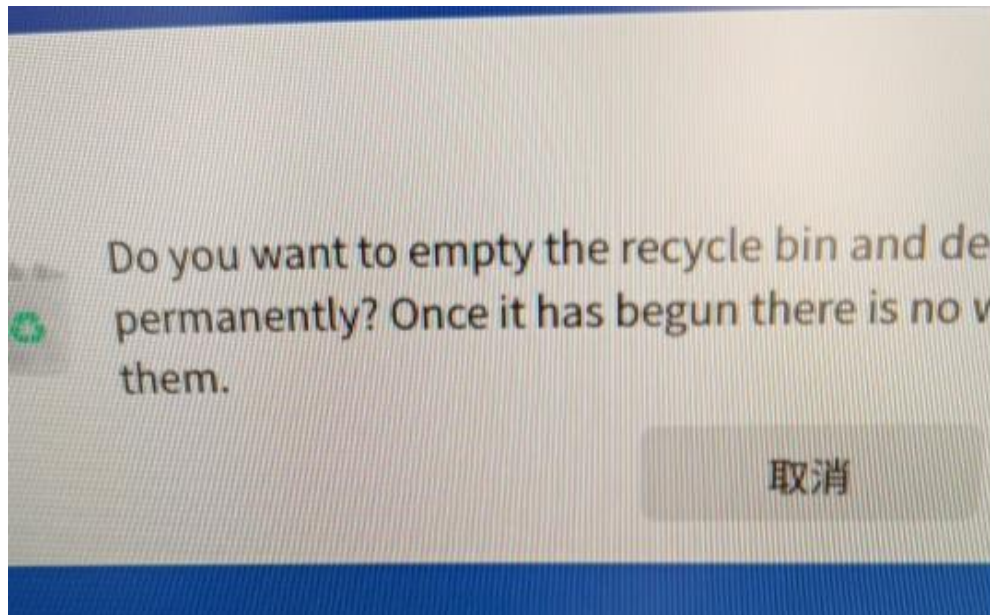 Do you want to empty the recycle bin and de
permanently? Once it has begun there is no
them.
取消